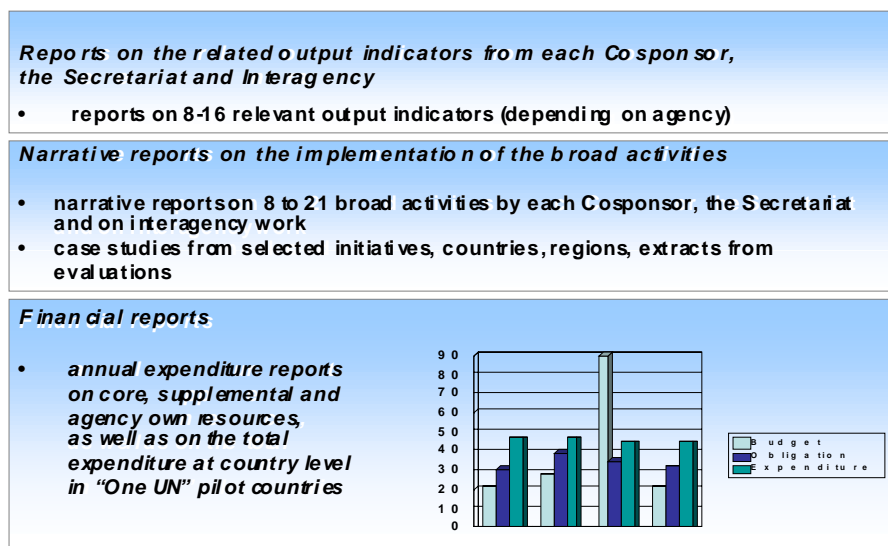 Reports on the related output indicators from each Cosponsor,
the Secretariat and Interagency
• reports on 8-16 relevant output indicators (depending on agency)
Narrative reports on the implementation of the broad activities
• narrative reports on 8 to 21 broad activities by each Cosponsor, the Secretariat
and on interagency work
• case studies from selected initiatives, countries, regions, extracts from
evaluations
Financial reports
• annual expenditure reports
on core, supplemental and
agency own resources,
as well as on the total
expenditure at country level
in “One UN” pilot countries
90
80
70
60
50
40
30
20
10
0
Budget
Obligation
Expenditure